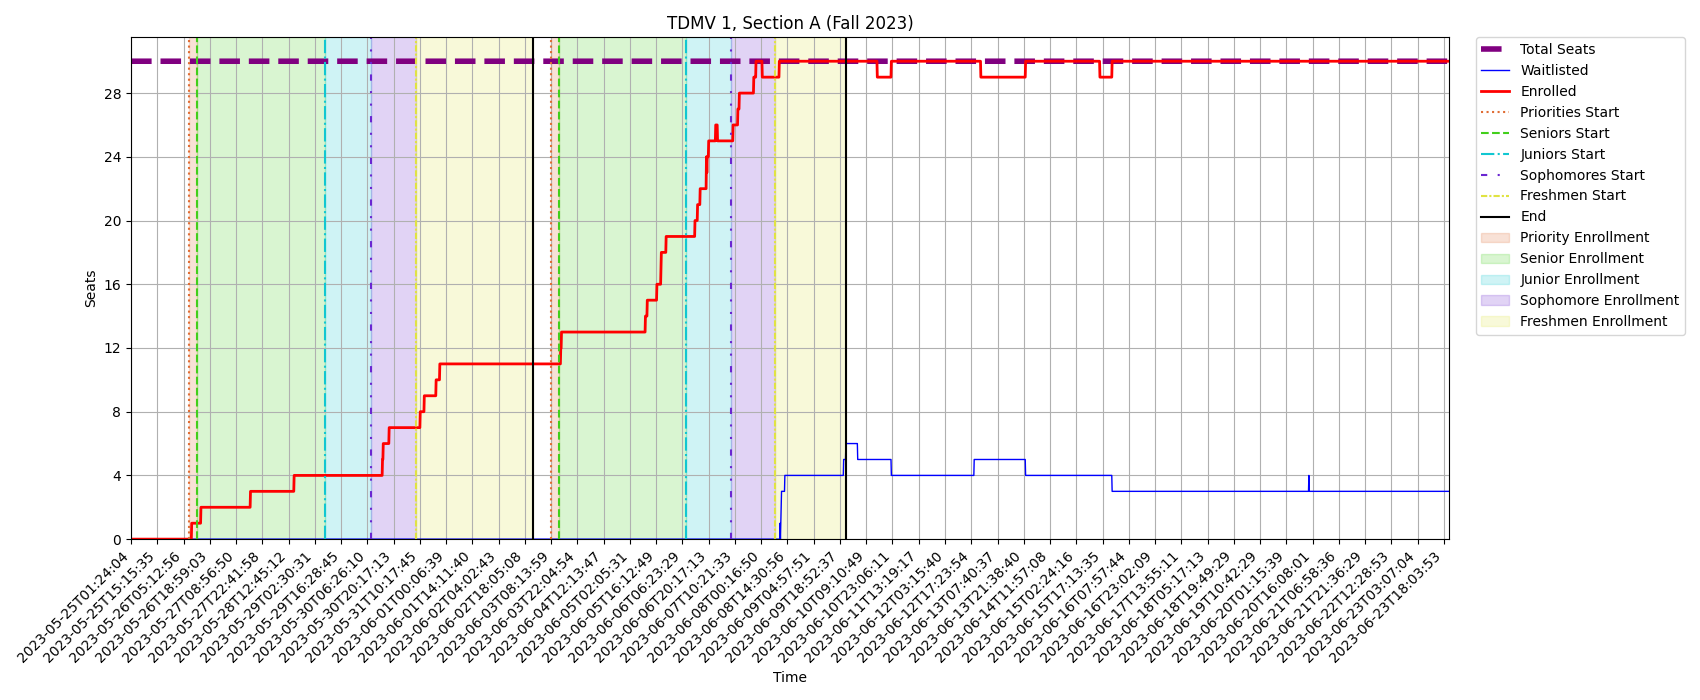 TDMV 1, Section A (Fall 2023)
Seats
28
24
20
16
12
8
4
0
2023-05-25T01:24:04
2023-05-25T15:15:35
2023-05-26T05:12:56
2023-05-26T18:59:03
2023-05-27T08:56:50
2023-05-27T22:41:58
2023-05-28T12:45:12
2023-05-29T02:30:31
2023-05-29T16:28:45
2023-05-30T06:26:10
2023-05-30T20:17:13
2023-05-31T10:17:45
2023-06-01T00:06:39
2023-06-01T14:11:40
2023-06-02T04:02:43
2023-06-02T18:05:08
2023-06-03T08:13:59
2023-06-03T22:04:54
2023-06-04T12:13:47
2023-06-05T02:05:31
2023-06-05T16:12:49
2023-06-06T06:23:29
2023-06-06T20:17:13
2023-06-07T10:21:33
2023-06-08T00:16:50
2023-06-08T14:30:56
2023-06-09T04:57:51
2023-06-09T18:52:37
2023-06-10T09:10:49
2023-06-10T23:06:11
2023-06-11T13:19:17
2023-06-12T03:15:40
2023-06-12T17:23:54
2023-06-13T07:40:37
2023-06-13T21:38:40
2023-06-14T11:57:08
2023-06-15T02:24:16
2023-06-15T17:13:35
2023-06-16T07:57:44
2023-06-16T23:02:09
2023-06-17T13:55:11
2023-06-18T05:17:13
2023-06-18T19:49:29
2023-06-19T10:42:29
2023-06-20T01:15:39
2023-06-20T16:08:01
2023-06-21T06:58:36
2023-06-21T21:36:29
2023-06-22T12:28:53
2023-06-23T03:07:04
2023-06-23T18:03:53
Time
Total Seats
Waitlisted
Enrolled
Priorities Start
Seniors Start
Juniors Start
Sophomores Start
Freshmen Start
End
Priority Enrollment
Senior Enrollment
Junior Enrollment
Sophomore Enrollment
Freshmen Enrollment